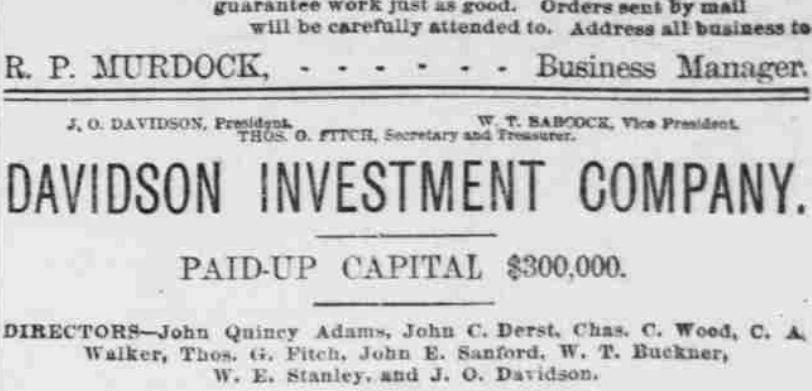 guarantee work just as good. Orders sent by mail
will be carefully attended to. Address all business to
R. P. MURDOCK, - - - - - - Business Manager.
J. O. DAVIDSON, President. W. T. BABCOCK, Vice President.
THOS. G. FITCH, Secretary and Treasurer.
DAVIDSON INVESTMENT COMPANY.
PAID-UP CAPITAL $300,000.
DIRECTORS—John Quincy Adams, John C. Derst, Chas. C. Wood, C. A.
Walker, Thos. G. Fitch, John E. Sanford, W. T. Buckner,
W. E. Stanley, and J. O. Davidson.